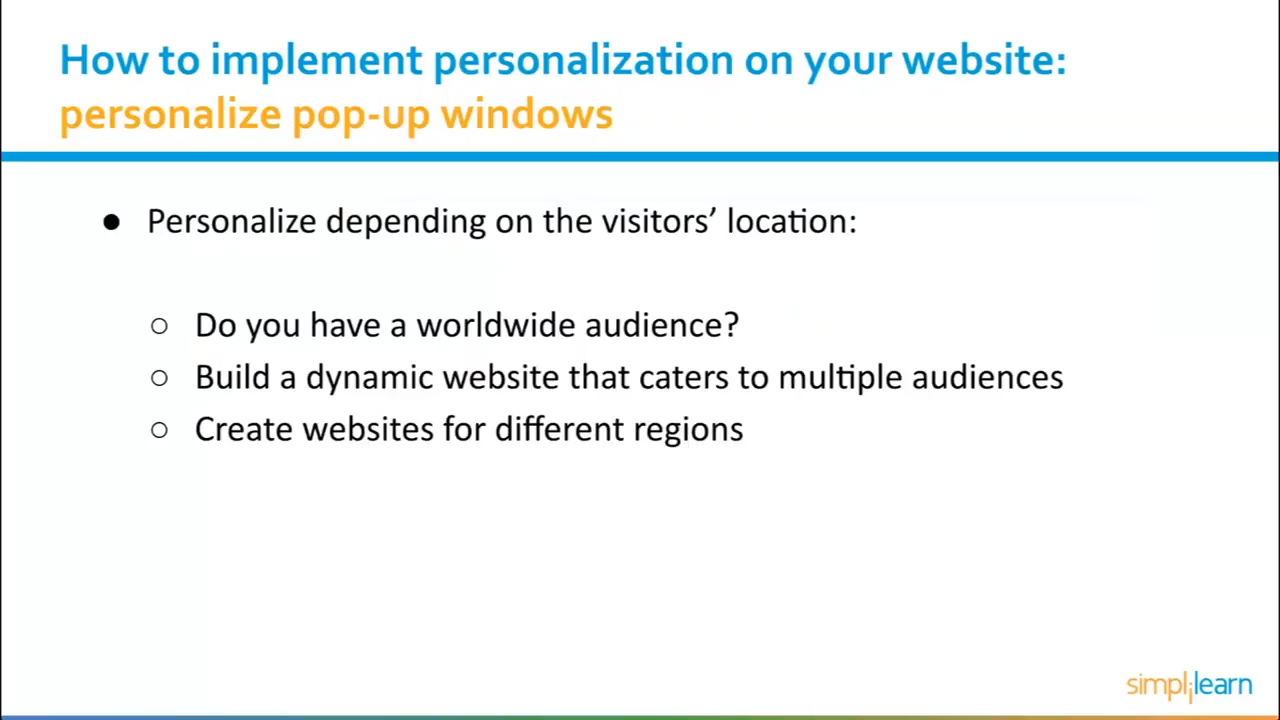 How to implement personalization on your website:
personalize pop-up windows
● Personalize depending on the visitors’ location:
○ Do you have a worldwide audience?
○ Build a dynamic website that caters to multiple audiences
○ Create websites for different regions
simplilearn